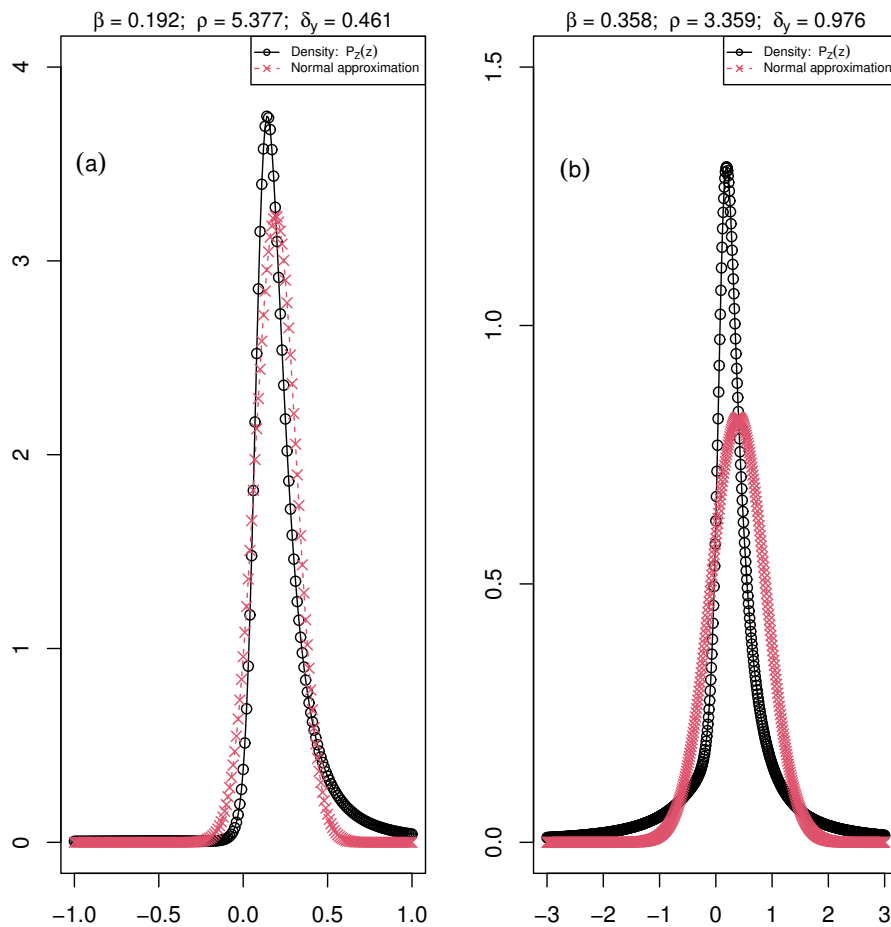 β = 0.192; ρ = 5.377; δy = 0.461
Density: PZ(z)
Normal approximation
(a)
4
3
2
1
0
−1.0 −0.5 0.0 0.5 1.0
β = 0.358; ρ = 3.359; δy = 0.976
Density: PZ(z)
Normal approximation
(b)
1.5
1.0
0.5
0.0
−3 −2 −1 0 1 2 3